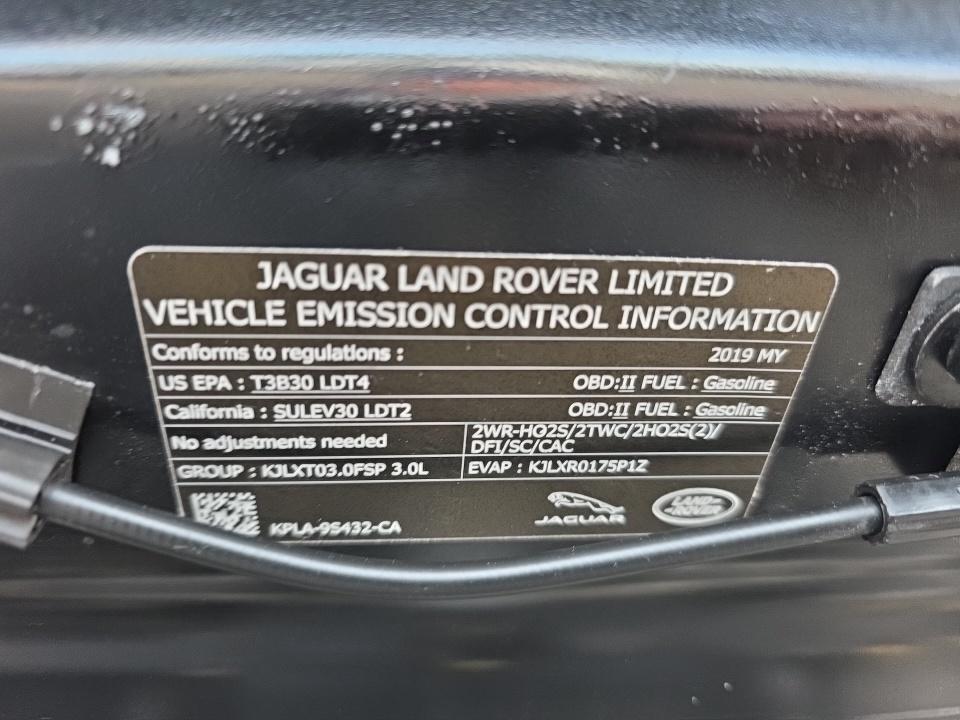 JAGUAR LAND ROVER LIMITED
VEHICLE EMISSION CONTROL INFORMATION
Conforms to regulations : 2019 MY
US EPA : T3B30 LDT4 OBD:II FUEL : Gasoline
California : SULEV30 LDT2 OBD:II FUEL : Gasoline
No adjustments needed
2WR-HO2S/2TWC/2HO2S(2)/
DFI/SC/CAC
GROUP : KJLXT03.0FSP 3.0L EVAP : KJLXR0175P1Z
KPLA-9S432-CA
JAGUAR
LAND-
-ROVER